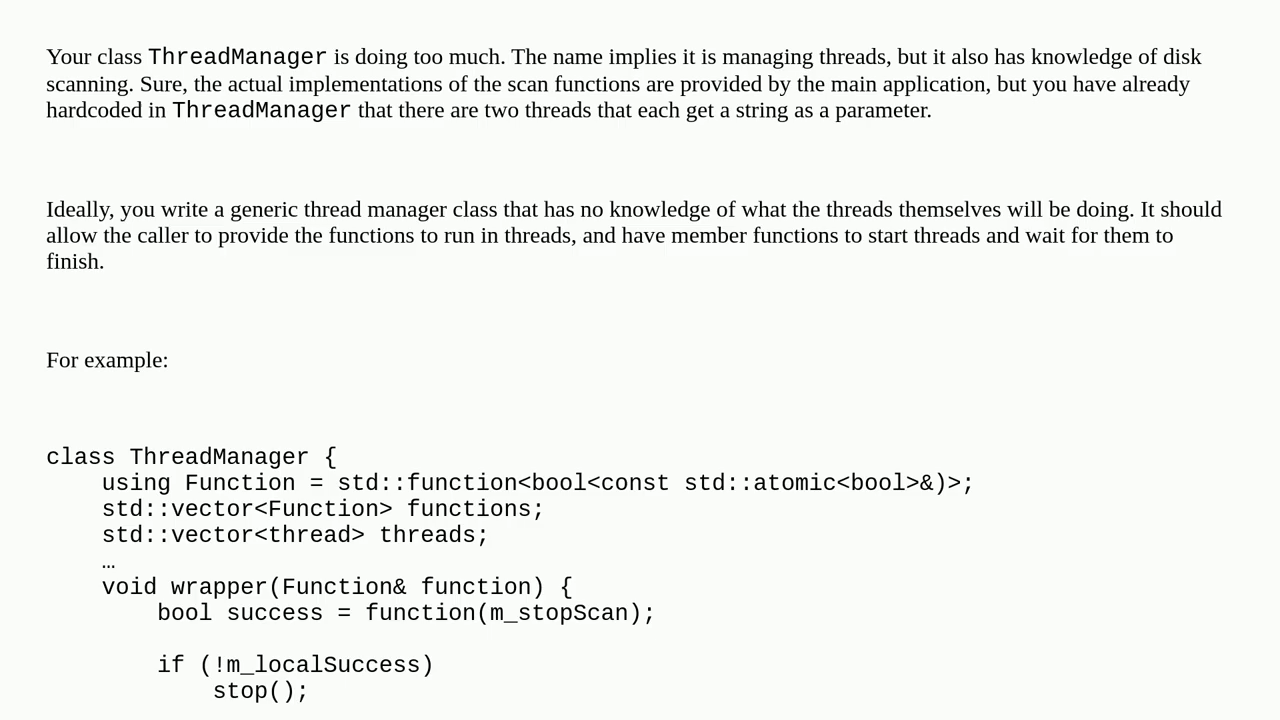 Your class ThreadManager is doing too much. The name implies it is managing threads, but it also has knowledge of disk
scanning. Sure, the actual implementations of the scan functions are provided by the main application, but you have already
hardcoded in ThreadManager that there are two threads that each get a string as a parameter.
Ideally, you write a generic thread manager class that has no knowledge of what the threads themselves will be doing. It should
allow the caller to provide the functions to run in threads, and have member functions to start threads and wait for them to
finish.
For example:
class ThreadManager {
    using Function = std::function<bool<const std::atomic<bool>&)>;
    std::vector<Function> functions;
    std::vector<thread> threads;
    …
    void wrapper(Function& function) {
        bool success = function(m_stopScan);
        if (!m_localSuccess)
            stop();